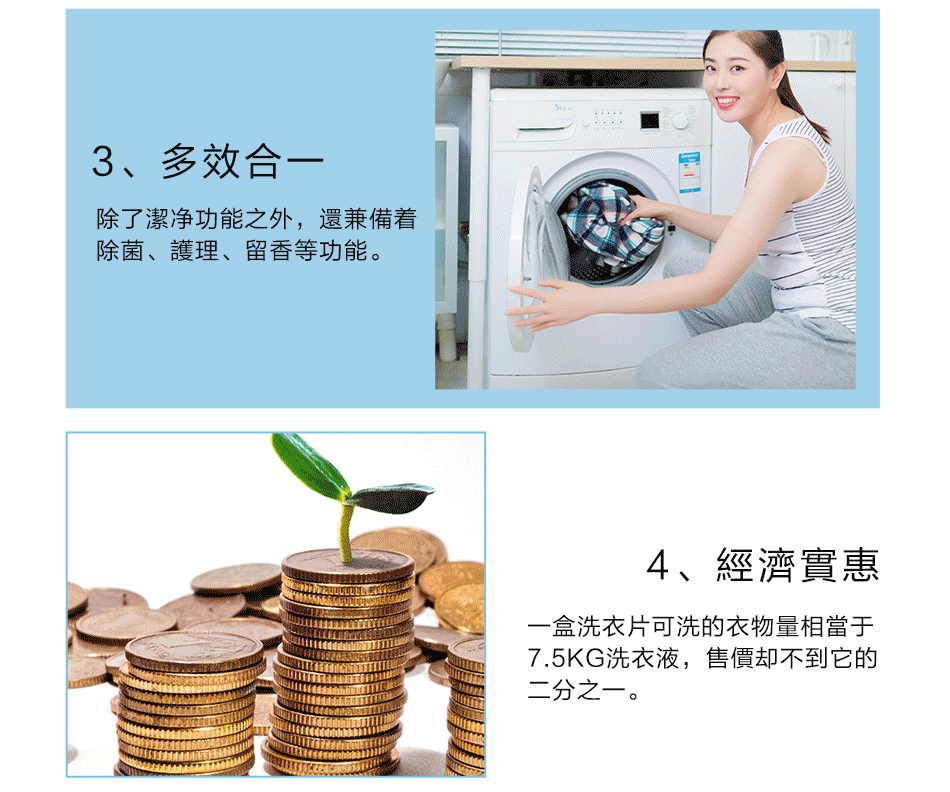 3、多效合一
除了潔净功能之外，還兼備着
除菌、護理、留香等功能。
5kg
4、經濟實惠
一盒洗衣片可洗的衣物量相當于
7.5KG洗衣液，售價却不到它的
二分之一。